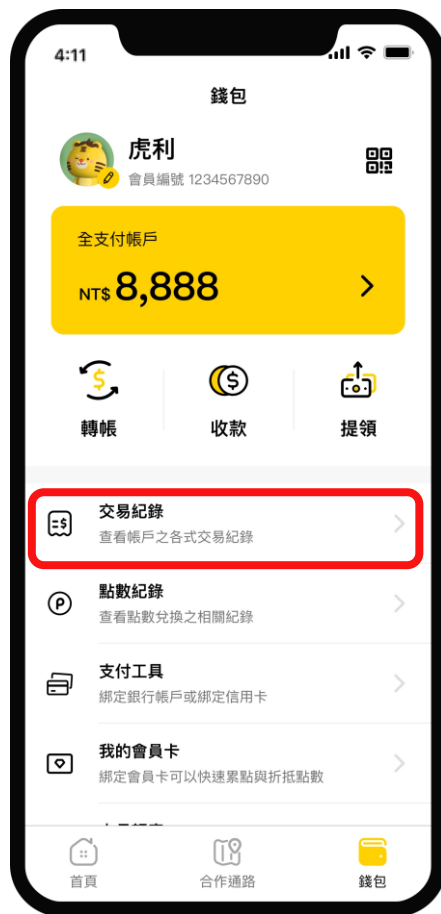 4:11
錢包
虎利
會員編號 1234567890
全支付帳戶
NT$ 8,888
轉帳 收款 提領
交易紀錄
查看帳戶之各式交易紀錄
點數紀錄
查看點數兌換之相關紀錄
支付工具
綁定銀行帳戶或綁定信用卡
我的會員卡
綁定會員卡可以快速累點與折抵點數
首頁 合作通路 錢包